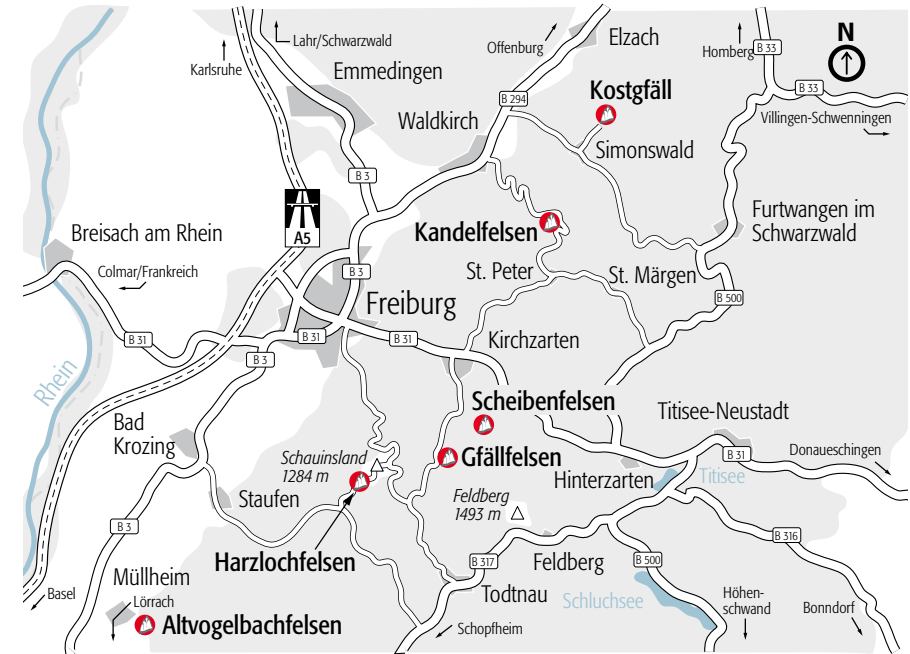 Lahr/Schwarzwald
Offenburg
Elzach
Homberg
B 33
N
Karlsruhe
Emmedingen
B 294
Kostgfäll
B 33
Villingen-Schwenningen
Waldkirch
Simonswald
B 3
A5
Breisach am Rhein
Kandelfelsen
Furtwangen im
Schwarzwald
Colmar/Frankreich
B 3
St. Peter
St. Märgen
B 500
Freiburg
B 31
B 31
B 31
B 3
Kirchzarten
Rhein
Scheibenfelsen
Titisee-Neustadt
Bad
Krozing
Schauinsland
1284 m
Gfällfelsen
B 31
Donaueschingen
Hinterzarten
Titisee
Staufen
Feldberg
1493 m
B 3
B 316
Harzlochfelsen
B 317
Feldberg
B 500
Müllheim
Todtnau
Basel
Lörrach
Schluchsee
Höhen-
schwand
Bonndorf
Altvogelbachfelsen
Schopfheim